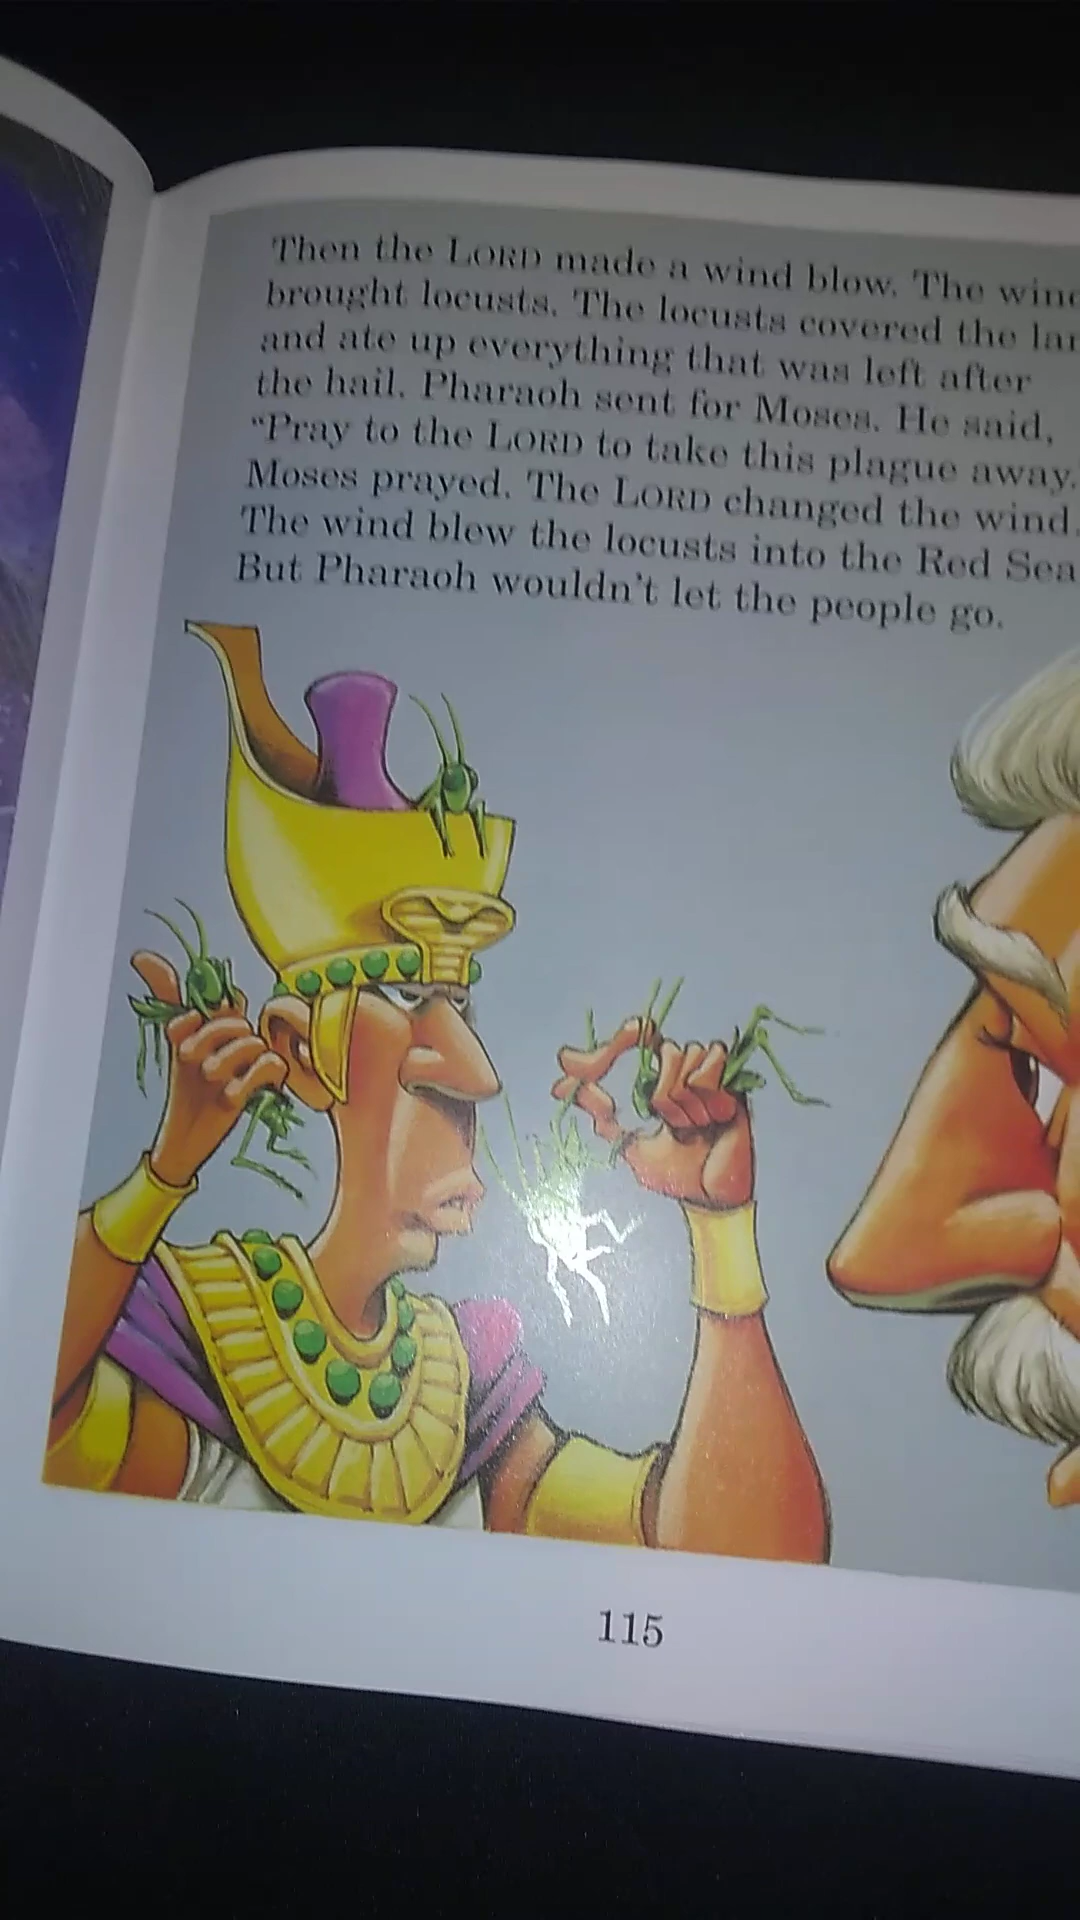 Then the LORD made a wind blow. The wind
brought locusts. The locusts covered the lan
and ate up everything that was left after
the hail. Pharaoh sent for Moses. He said,
“Pray to the LORD to take this plague away.
Moses prayed. The LORD changed the wind.
The wind blew the locusts into the Red Sea
But Pharaoh wouldn’t let the people go.
115